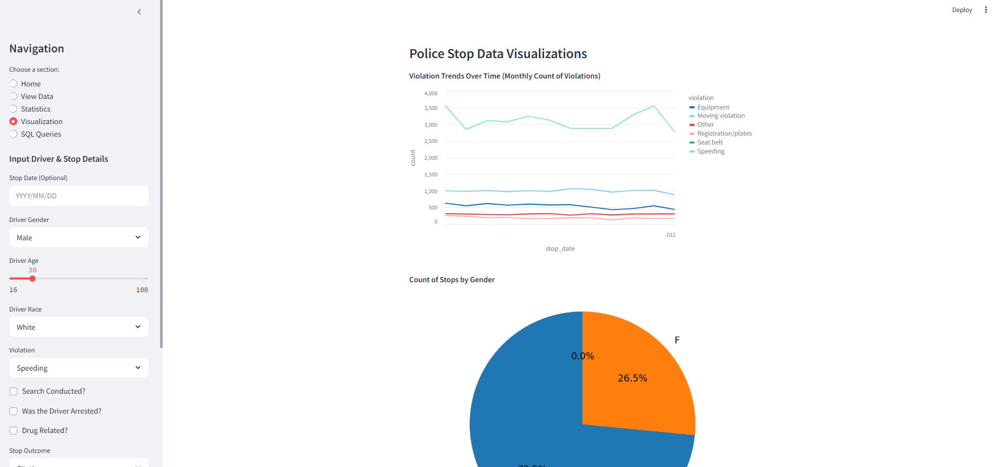 Deploy
Navigation
Choose a section:
Home
View Data
Statistics
Visualization
SQL Queries
Input Driver & Stop Details
Stop Date (Optional)
YYYY/MM/DD
Driver Gender
Male
Driver Age
30
16 100
Driver Race
White
Violation
Speeding
Search Conducted?
Was the Driver Arrested?
Drug Related?
Stop Outcome
Police Stop Data Visualizations
Violation Trends Over Time (Monthly Count of Violations)
4,000
3,500
3,000
2,500
2,000
1,500
1,000
500
0
count
.012
stop_date
violation
Equipment
Moving violation
Other
Registration/plates
Seat belt
Speeding
Count of Stops by Gender
F
0.0%
26.5%